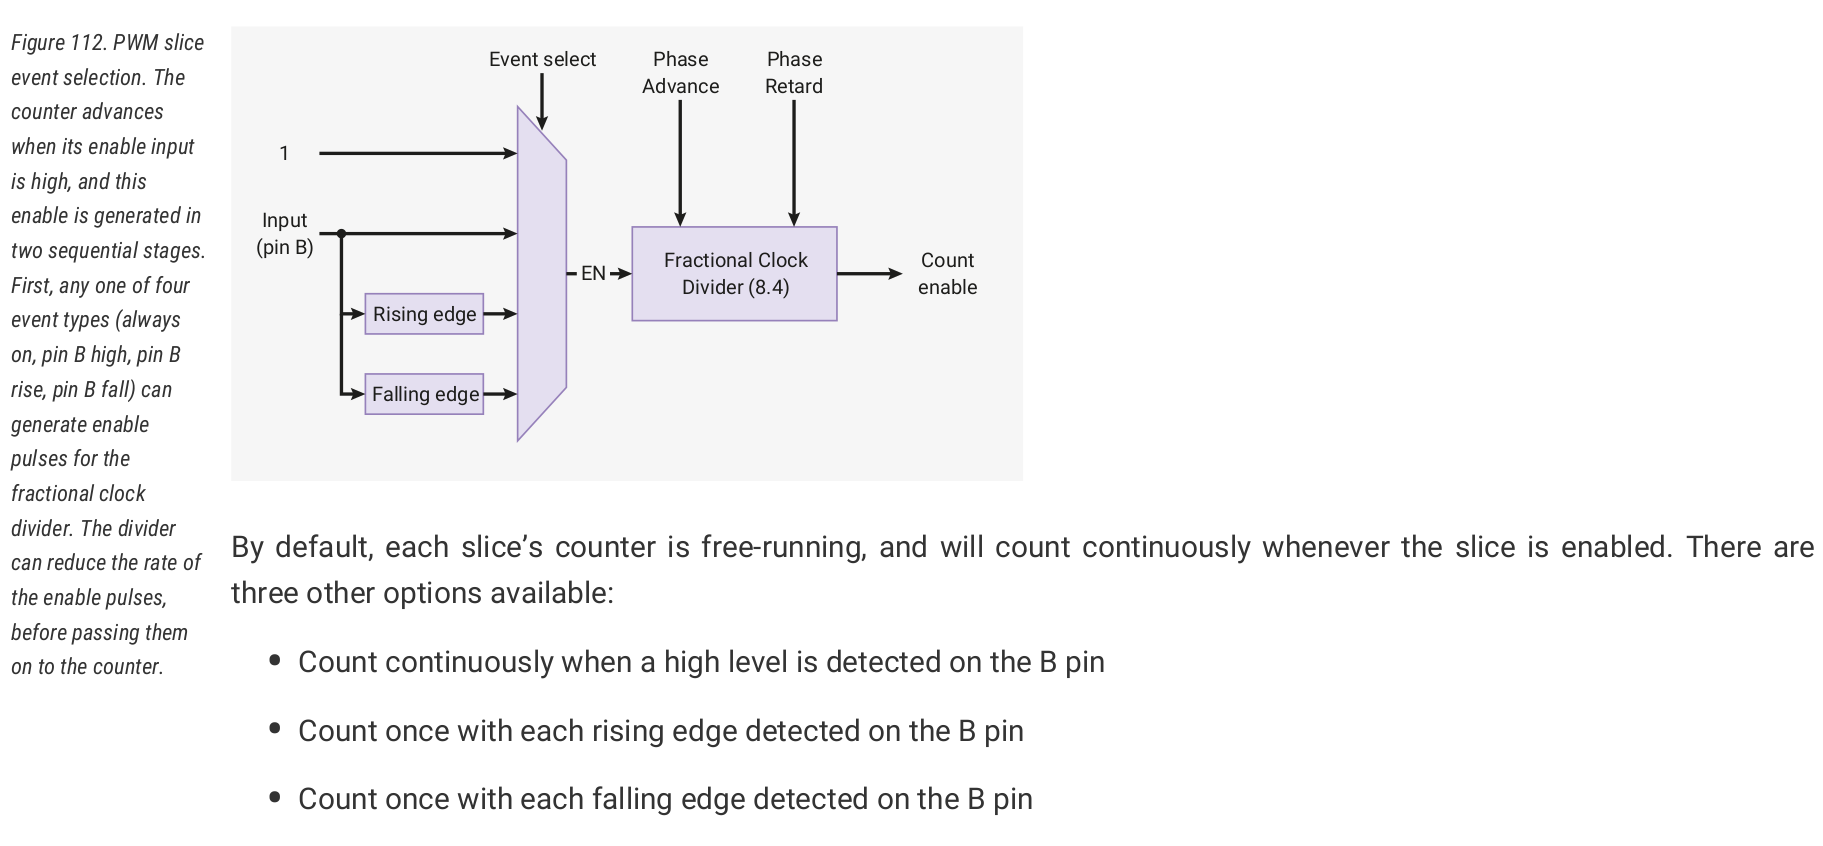 Figure 112. PWM slice
event selection. The
counter advances
when its enable input
is high, and this
enable is generated in
two sequential stages.
First, any one of four
event types (always
on, pin B high, pin B
rise, pin B fall) can
generate enable
pulses for the
fractional clock
divider. The divider
can reduce the rate of
the enable pulses,
before passing them
on to the counter.
Event select
Phase
Advance
Phase
Retard
1
Input
(pin B)
Rising edge
Falling edge
EN
Fractional Clock
Divider (8.4)
Count
enable
By default, each slice’s counter is free-running, and will count continuously whenever the slice is enabled. There are
three other options available:
• Count continuously when a high level is detected on the B pin
• Count once with each rising edge detected on the B pin
• Count once with each falling edge detected on the B pin